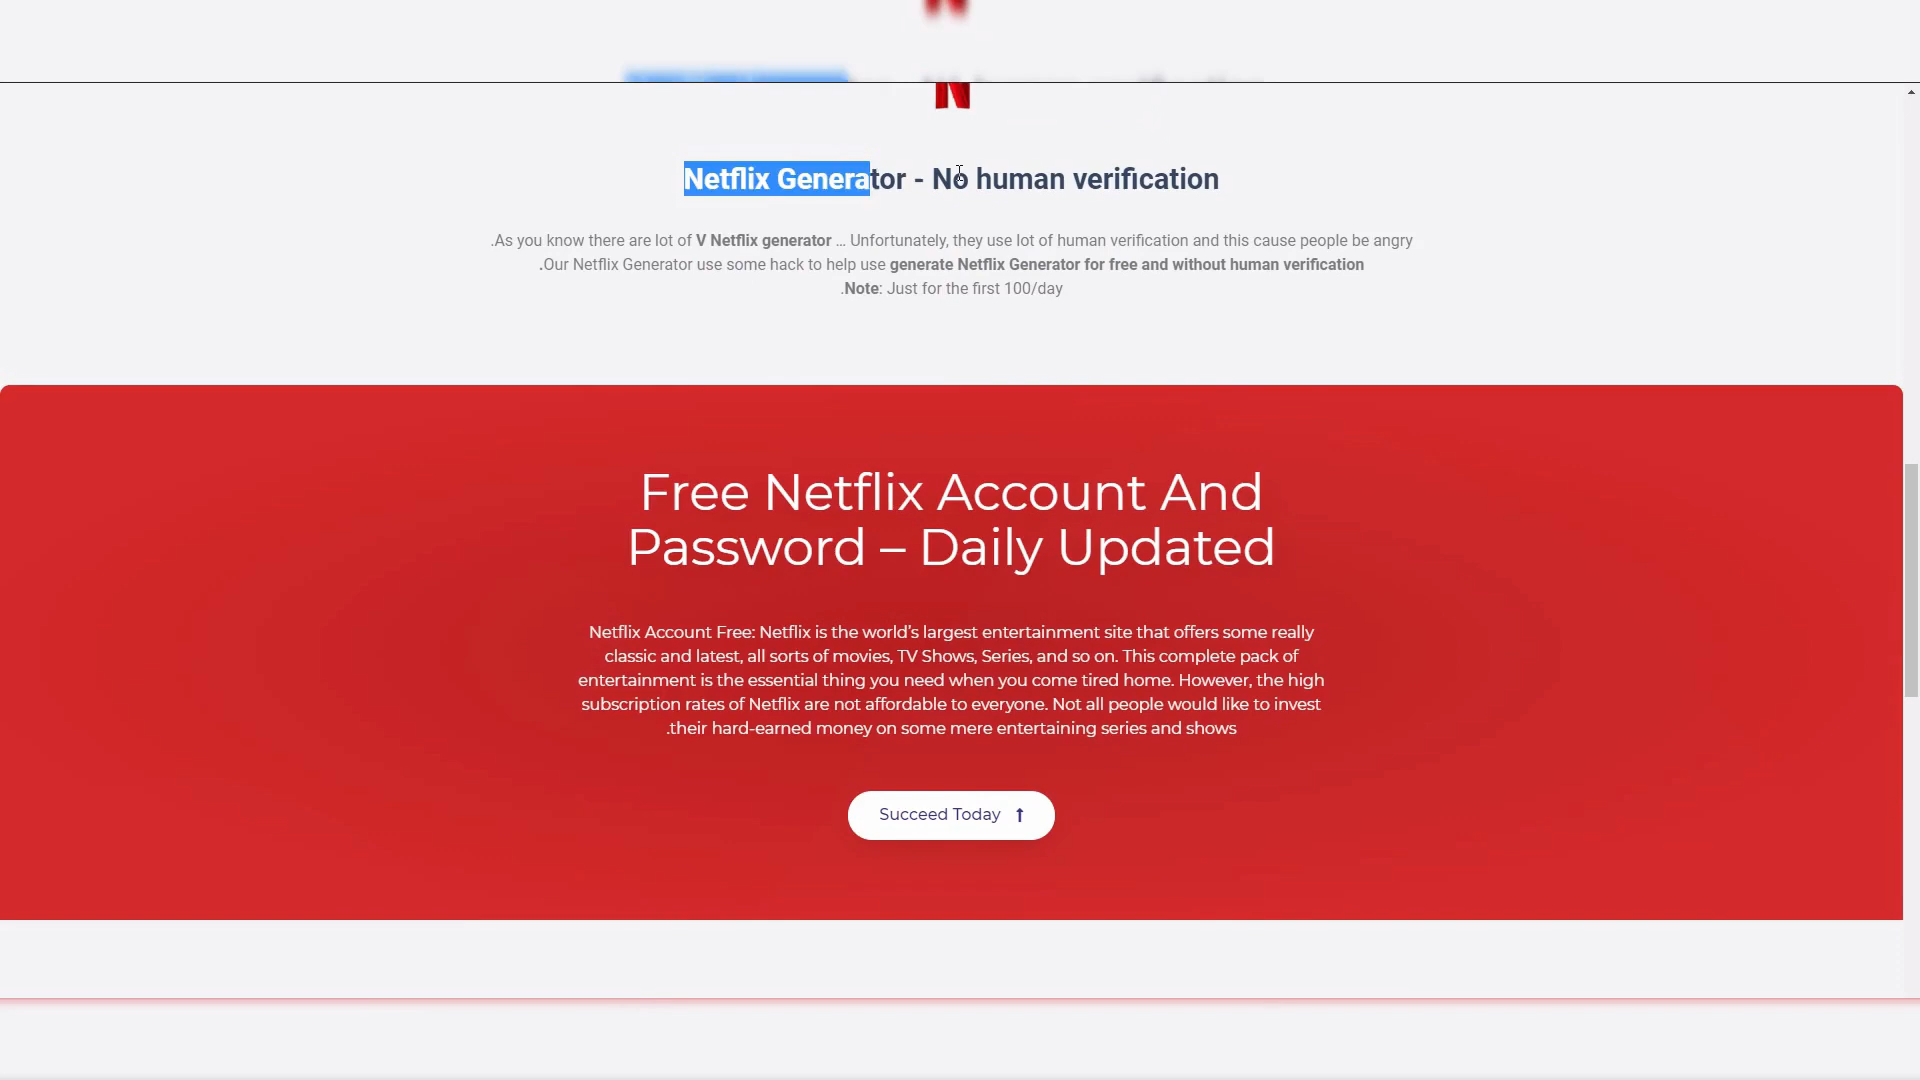 Netflix Generator - No human verification
.As you know there are lot of V Netflix generator ... Unfortunately, they use lot of human verification and this cause people be angry
.Our Netflix Generator use some hack to help use generate Netflix Generator for free and without human verification
.Note: Just for the first 100/day
Free Netflix Account And
Password – Daily Updated
Netflix Account Free: Netflix is the world's largest entertainment site that offers some really
classic and latest, all sorts of movies, TV Shows, Series, and so on. This complete pack of
entertainment is the essential thing you need when you come tired home. However, the high
subscription rates of Netflix are not affordable to everyone. Not all people would like to invest
.their hard-earned money on some mere entertaining series and shows
Succeed Today